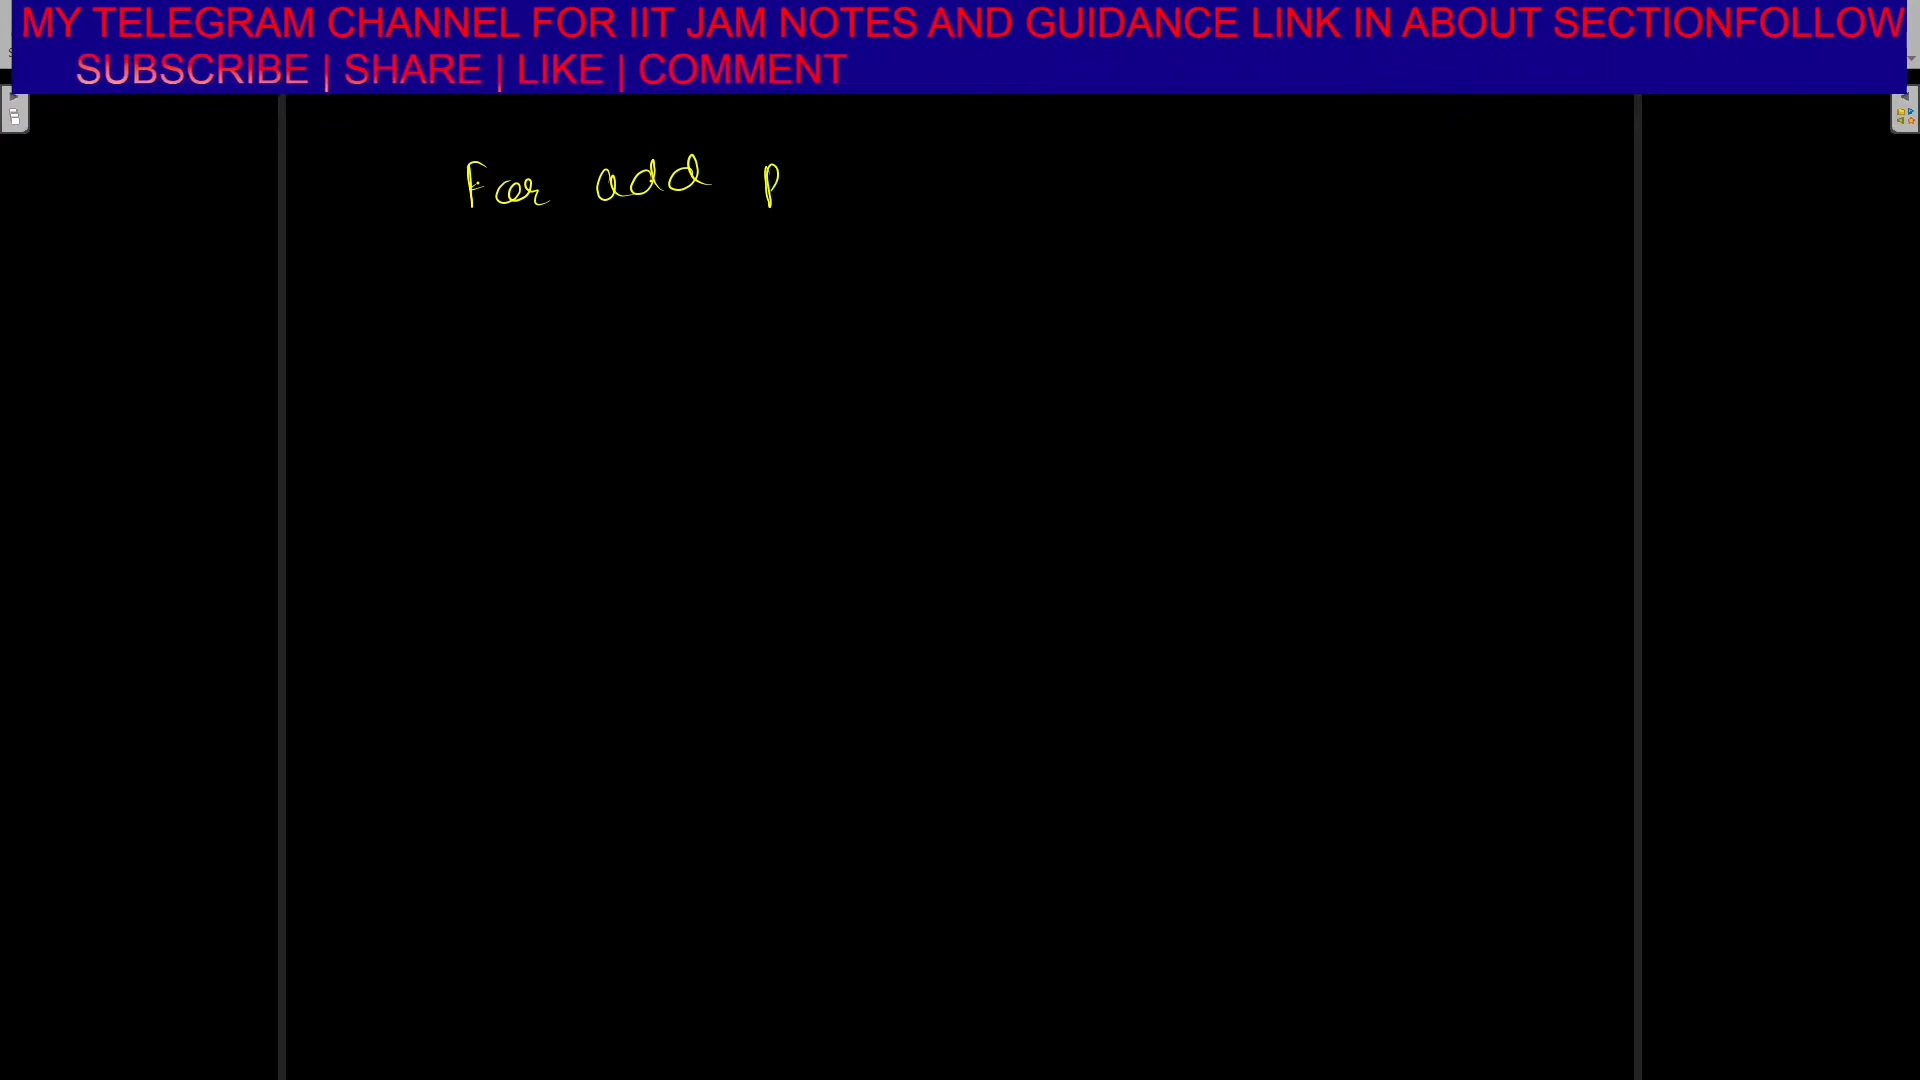 MY TELEGRAM CHANNEL FOR IIT JAM NOTES AND GUIDANCE LINK IN ABOUT SECTIONFOLLOW
SUBSCRIBE | SHARE | LIKE | COMMENT
For add p